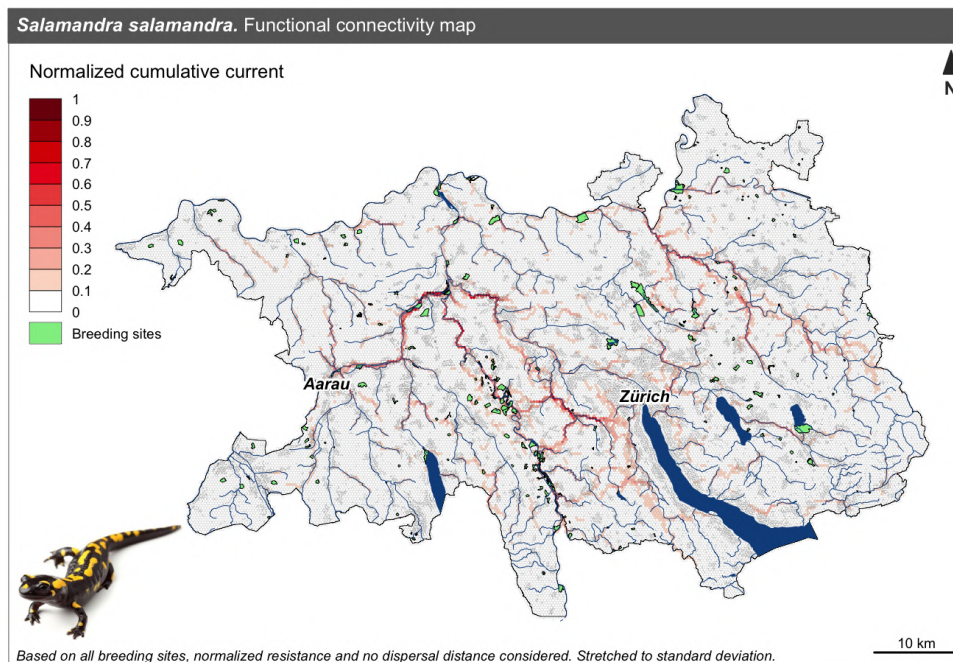 Salamandra salamandra. Functional connectivity map
Normalized cumulative current
1
0.9
0.8
0.7
0.6
0.5
0.4
0.3
0.2
0.1
0
Breeding sites
N
Aarau
Zürich
10 km
Based on all breeding sites, normalized resistance and no dispersal distance considered. Stretched to standard deviation.